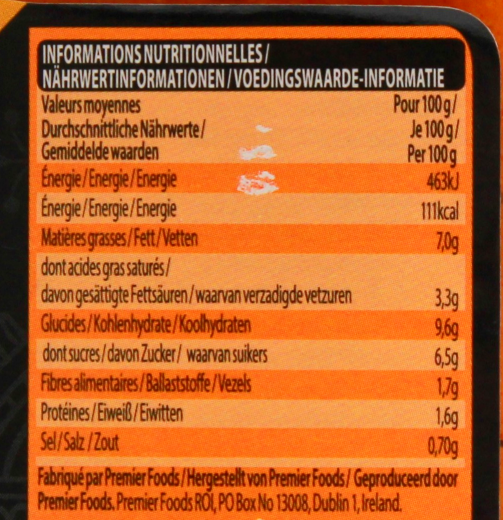 INFORMATIONS NUTRITIONNELLES /
NÄHRWERTINFORMATIONEN / VOEDINGSWAARDE-INFORMATIE
Valeurs moyennes Pour 100 g /
Durchschnittliche Nährwerte / Je 100 g /
Gemiddelde waarden Per 100 g
Énergie / Energie / Energie 463kJ
Énergie / Energie / Energie 111kcal
Matières grasses / Fett / Vetten 7,0g
dont acides gras saturés /
davon gesättigte Fettsäuren / waarvan verzadigde vetzuren 3,3g
Glucides / Kohlenhydrate / Koolhydraten 9,6g
dont sucres / davon Zucker / waarvan suikers 6,5g
Fibres alimentaires / Ballaststoffe / Vezels 1,7g
Protéines / Eiweiß / Eiwitten 1,6g
Sel / Salz / Zout 0,70g
Fabriqué par Premier Foods / Hergestellt von Premier Foods / Geproduceerd door
Premier Foods. Premier Foods ROI, PO Box No 13008, Dublin 1, Ireland.